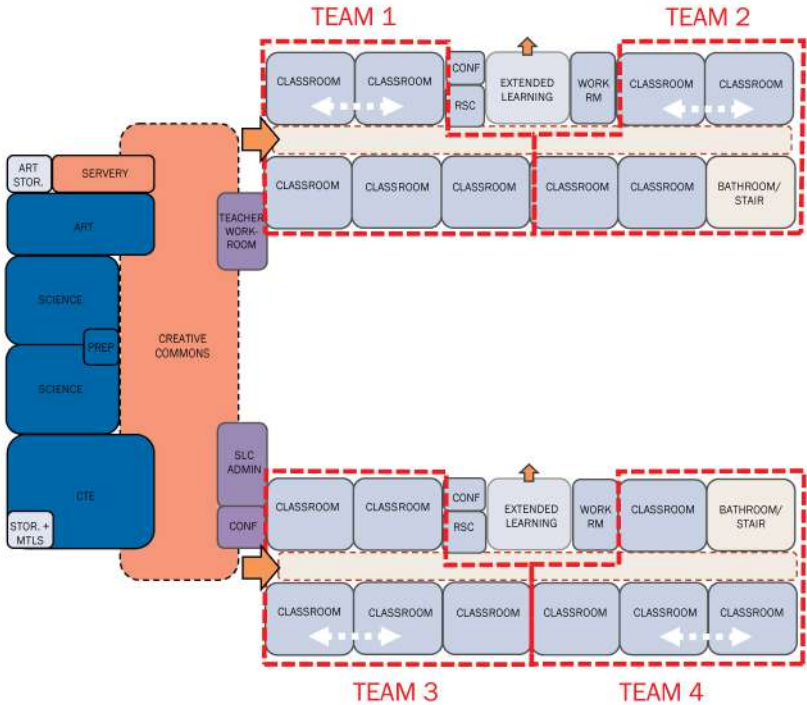 TEAM 1
TEAM 2
CLASSROOM
CLASSROOM
CONF
RSC
EXTENDED
LEARNING
WORK
RM
CLASSROOM
CLASSROOM
ART
STOR.
SERVERY
CLASSROOM
CLASSROOM
CLASSROOM
CLASSROOM
CLASSROOM
BATHROOM/
STAIR
ART
TEACHER
WORK-
ROOM
SCIENCE
PREP
CREATIVE
COMMONS
SCIENCE
SLC
ADMIN
CTE
STOR. +
MTLS
CONF
CLASSROOM
CLASSROOM
CONF
RSC
EXTENDED
LEARNING
WORK
RM
CLASSROOM
BATHROOM/
STAIR
CLASSROOM
CLASSROOM
CLASSROOM
CLASSROOM
CLASSROOM
CLASSROOM
TEAM 3
TEAM 4